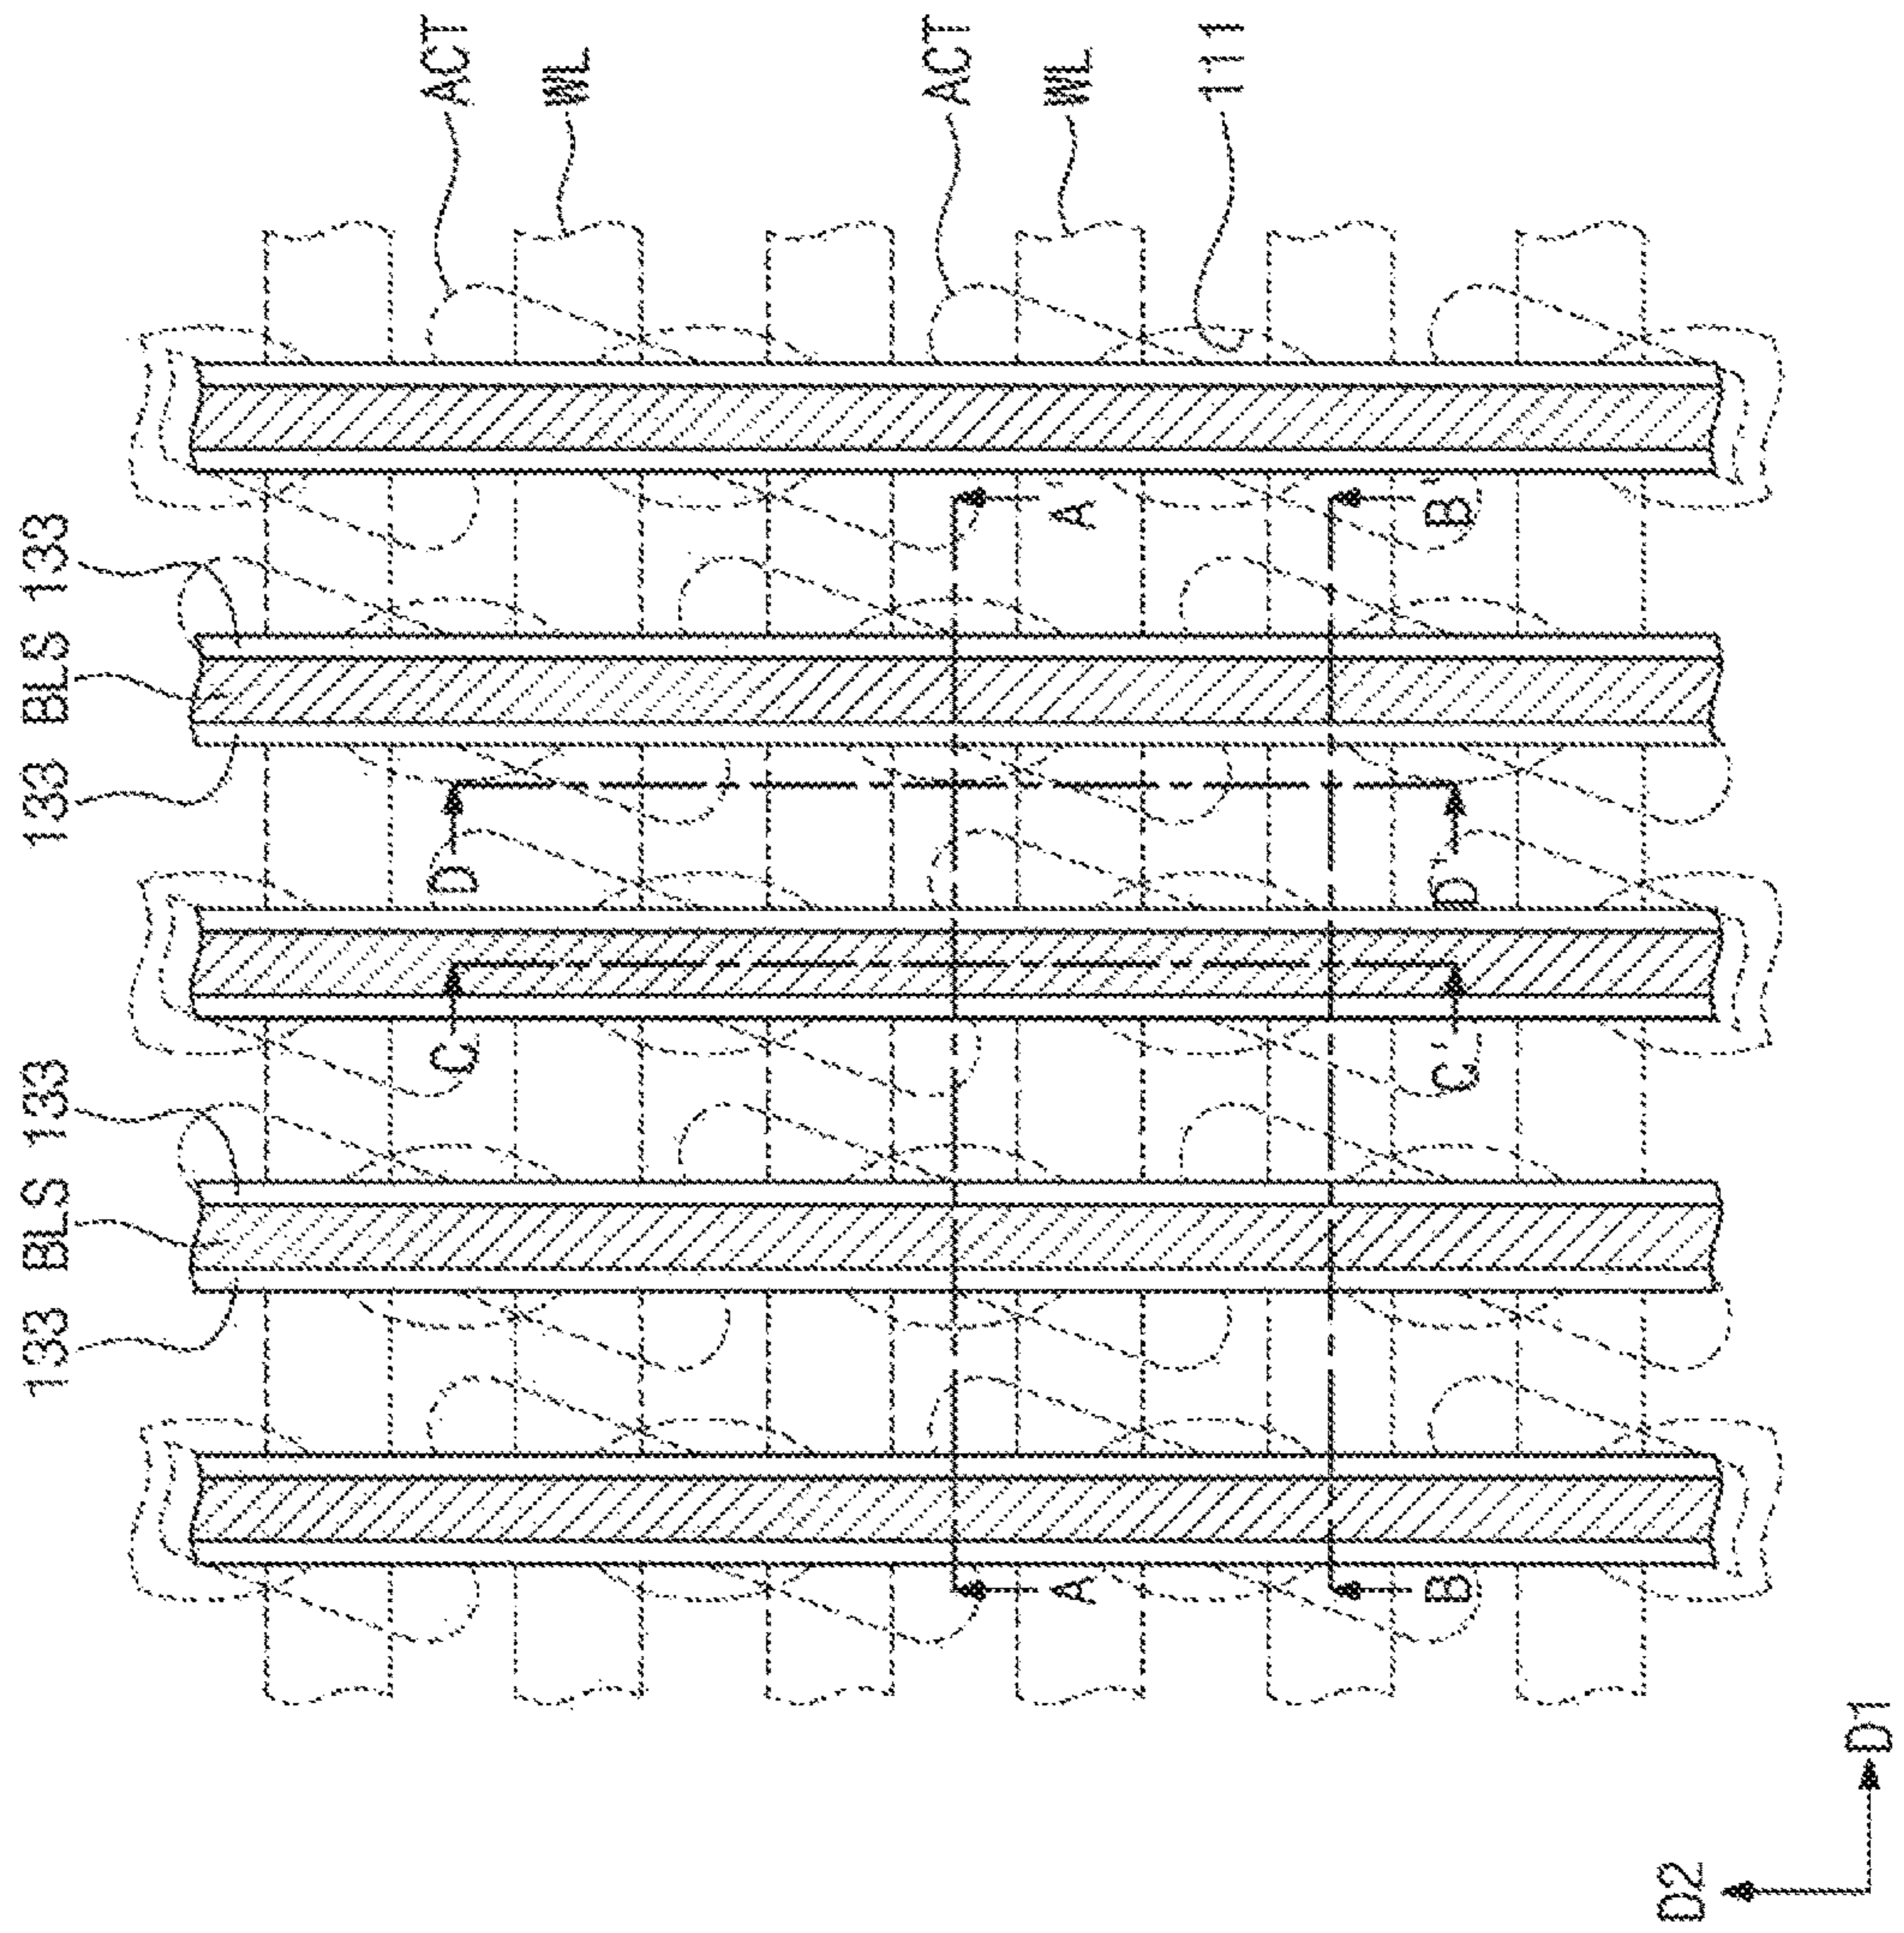 133 BLS 133 133 BLS 133
C D ACT
WL
ACT
A A' WL
111
B C' D' B'
D2
D1